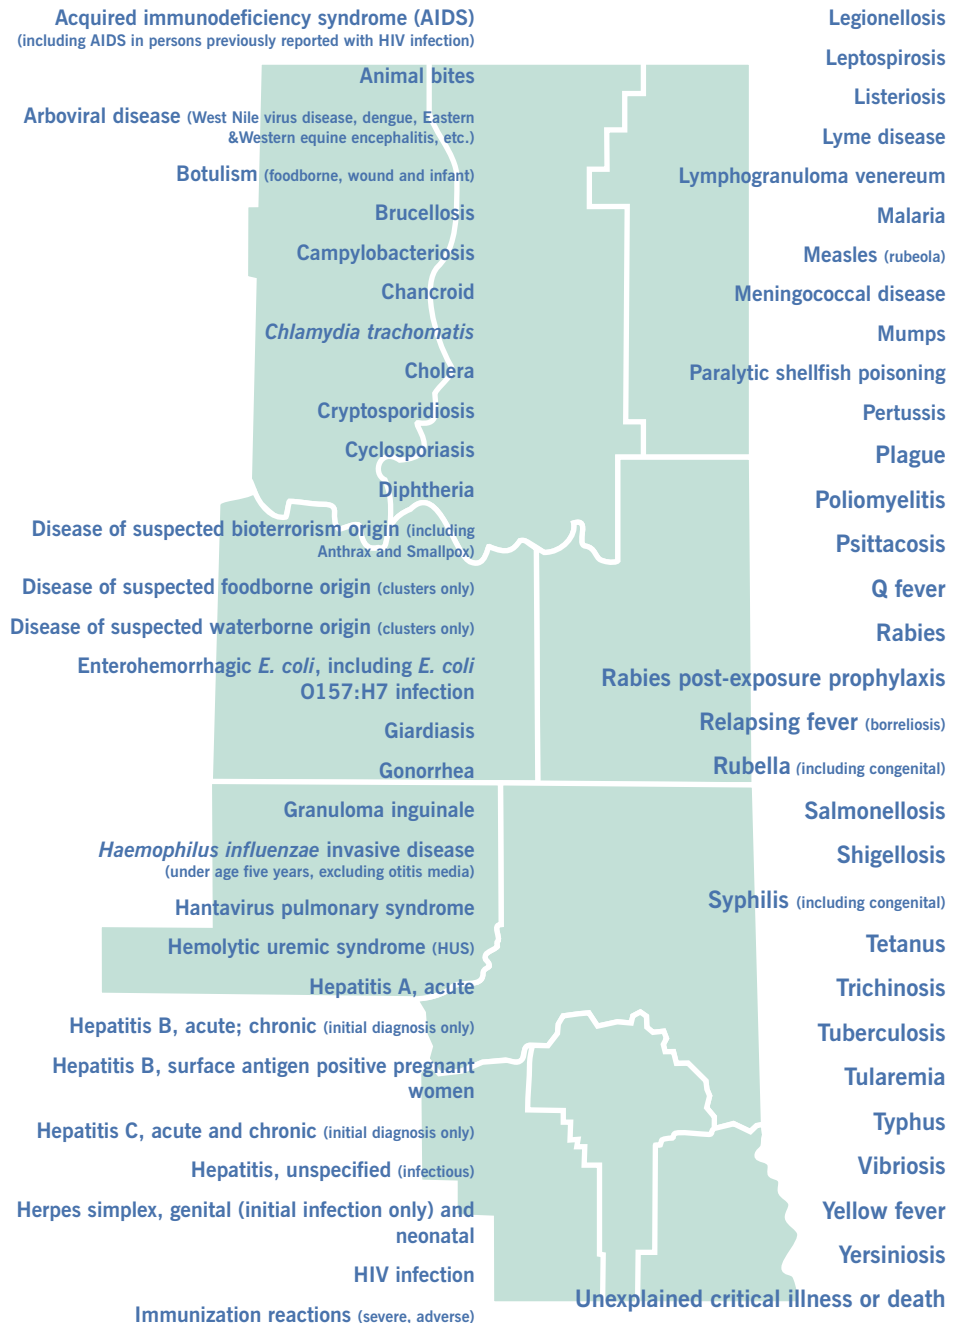 Acquired immunodeficiency syndrome (AIDS)
(including AIDS in persons previously reported with HIV infection)
Animal bites
Arboviral disease (West Nile virus disease, dengue, Eastern
&Western equine encephalitis, etc.)
Botulism (foodborne, wound and infant)
Brucellosis
Campylobacteriosis
Chancroid
Chlamydia trachomatis
Cholera
Cryptosporidiosis
Cyclosporiasis
Diphtheria
Disease of suspected bioterrorism origin (including
Anthrax and Smallpox)
Disease of suspected foodborne origin (clusters only)
Disease of suspected waterborne origin (clusters only)
Enterohemorrhagic E. coli, including E. coli
O157:H7 infection
Giardiasis
Gonorrhea
Granuloma inguinale
Haemophilus influenzae invasive disease
(under age five years, excluding otitis media)
Hantavirus pulmonary syndrome
Hemolytic uremic syndrome (HUS)
Hepatitis A, acute
Hepatitis B, acute; chronic (initial diagnosis only)
Hepatitis B, surface antigen positive pregnant
women
Hepatitis C, acute and chronic (initial diagnosis only)
Hepatitis, unspecified (infectious)
Herpes simplex, genital (initial infection only) and
neonatal
HIV infection
Immunization reactions (severe, adverse)
Legionellosis
Leptospirosis
Listeriosis
Lyme disease
Lymphogranuloma venereum
Malaria
Measles (rubeola)
Meningococcal disease
Mumps
Paralytic shellfish poisoning
Pertussis
Plague
Poliomyelitis
Psittacosis
Q fever
Rabies
Rabies post-exposure prophylaxis
Relapsing fever (borreliosis)
Rubella (including congenital)
Salmonellosis
Shigellosis
Syphilis (including congenital)
Tetanus
Trichinosis
Tuberculosis
Tularemia
Typhus
Vibriosis
Yellow fever
Yersiniosis
Unexplained critical illness or death